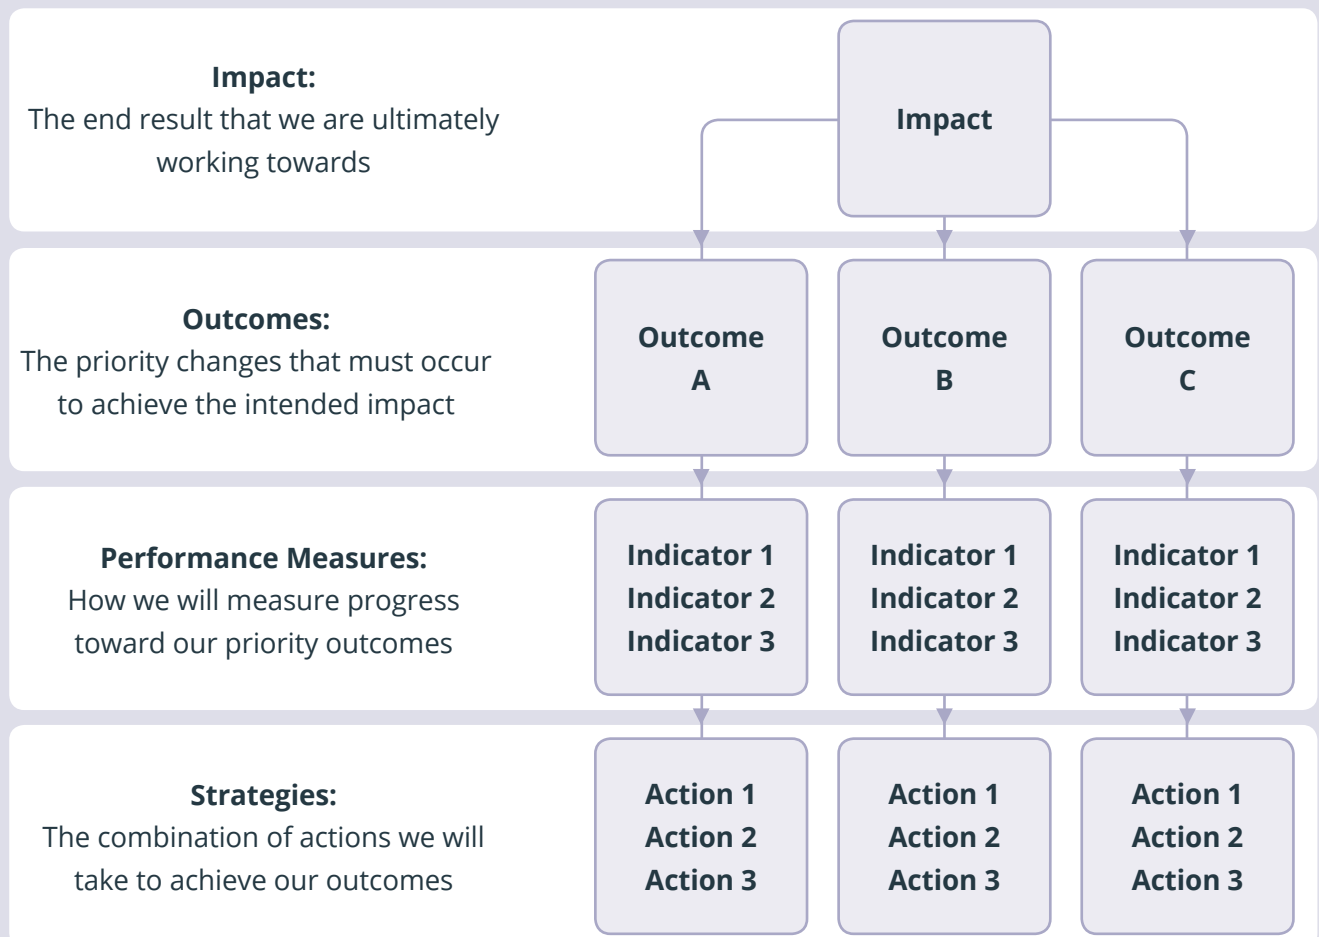 Impact:
The end result that we are ultimately
working towards
Impact
Outcomes:
The priority changes that must occur
to achieve the intended impact
Outcome
A
Outcome
B
Outcome
C
Performance Measures:
How we will measure progress
toward our priority outcomes
Indicator 1
Indicator 2
Indicator 3
Indicator 1
Indicator 2
Indicator 3
Indicator 1
Indicator 2
Indicator 3
Strategies:
The combination of actions we will
take to achieve our outcomes
Action 1
Action 2
Action 3
Action 1
Action 2
Action 3
Action 1
Action 2
Action 3